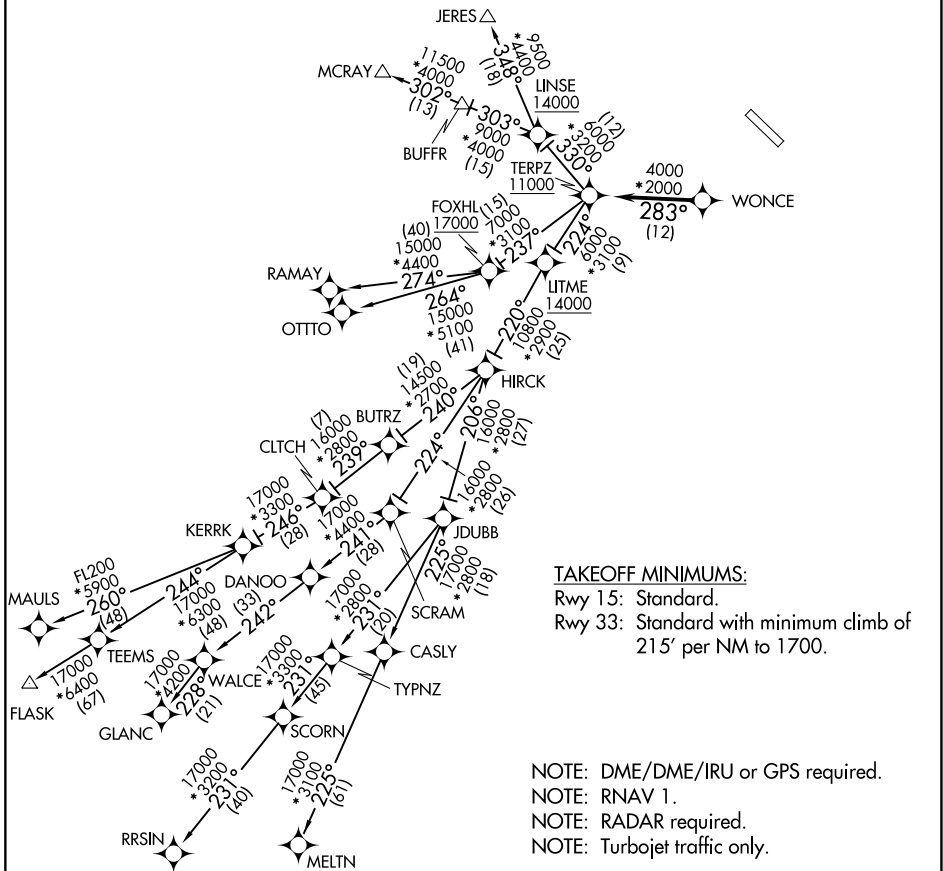 JERES
9500
*4400
348°
(18)
MCRAY
11500
*4000
302°
(13)
BUFFR
303°
9000
*4000
(15)
LINSE
14000
(12)
6000
*3200
330°
TERPZ
11000
4000
*2000
283°
(12)
WONCE
FOXHL
17000
(15)
7000
*3100
237°
224°
6000
*3100
(9)
LITME
14000
(40)
15000
*4400
274°
RAMAY
OTTTO
264°
15000
*5100
(41)
220°
10800
*2900
(25)
HIRCK
(19)
14500
*2700
240°
BUTRZ
(7)
16000
*2800
239°
CLTCH
224°
16000
*2800
(26)
206°
16000
*2800
(27)
17000
*3300
246°
(28)
KERRK
17000
*4400
241°
(28)
SCRAM
JDUBB
DANOO
FL200
*5900
260°
(48)
MAULS
244°
17000
*6300
(48)
TEEMS
17000
*6400
(67)
FLASK
(33)
242°
WALCE
17000
*4200
228°
(21)
GLANC
17000
*2800
231°
(20)
TYPNZ
225°
17000
*2800
(18)
CASLY
17000
*3300
231°
(45)
SCORN
17000
*3200
231°
(40)
RRSIN
17000
*3100
225°
(61)
MELTN
TAKEOFF MINIMUMS:
Rwy 15: Standard.
Rwy 33: Standard with minimum climb of
215' per NM to 1700.
NOTE: DME/DME/IRU or GPS required.
NOTE: RNAV 1.
NOTE: RADAR required.
NOTE: Turbojet traffic only.